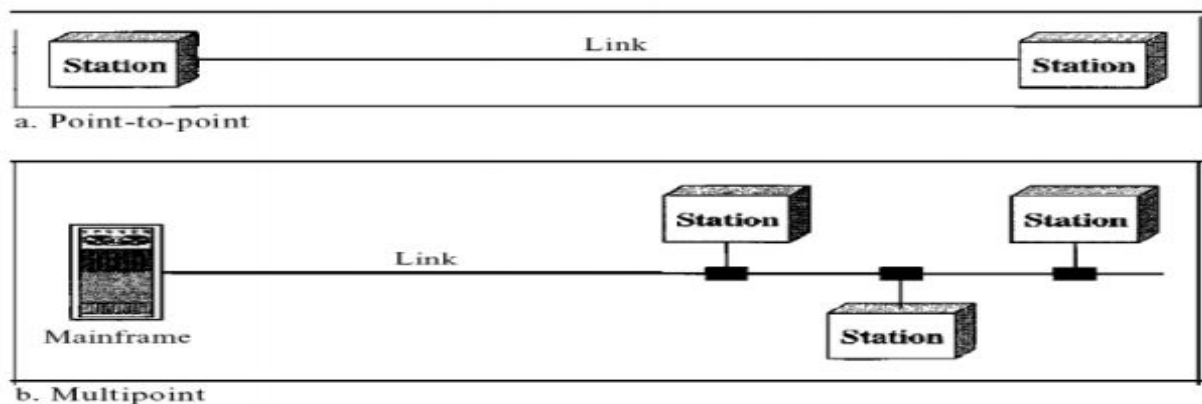 Link
Station
Station
a. Point-to-point
Station
Station
Link
Mainframe
Station
b. Multipoint